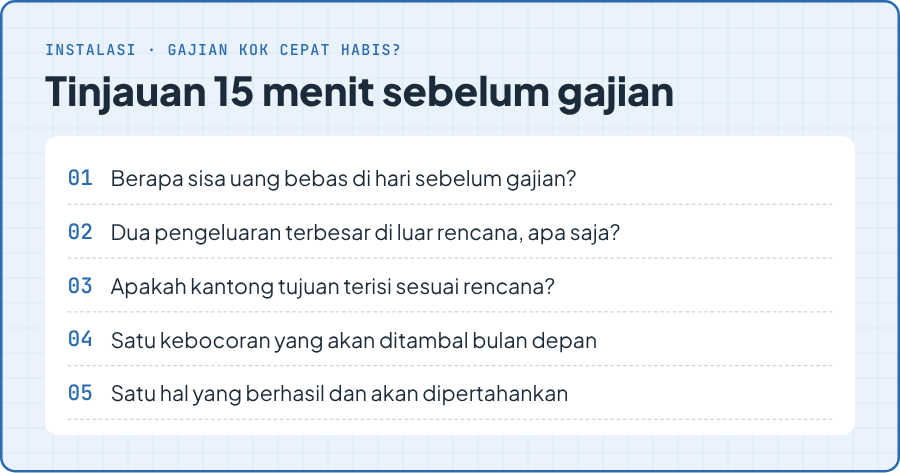 INSTALASI · GAJIAN KOK CEPAT HABIS?
Tinjauan 15 menit sebelum gajian
01 Berapa sisa uang bebas di hari sebelum gajian?
02 Dua pengeluaran terbesar di luar rencana, apa saja?
03 Apakah kantong tujuan terisi sesuai rencana?
04 Satu kebocoran yang akan ditambal bulan depan
05 Satu hal yang berhasil dan akan dipertahankan